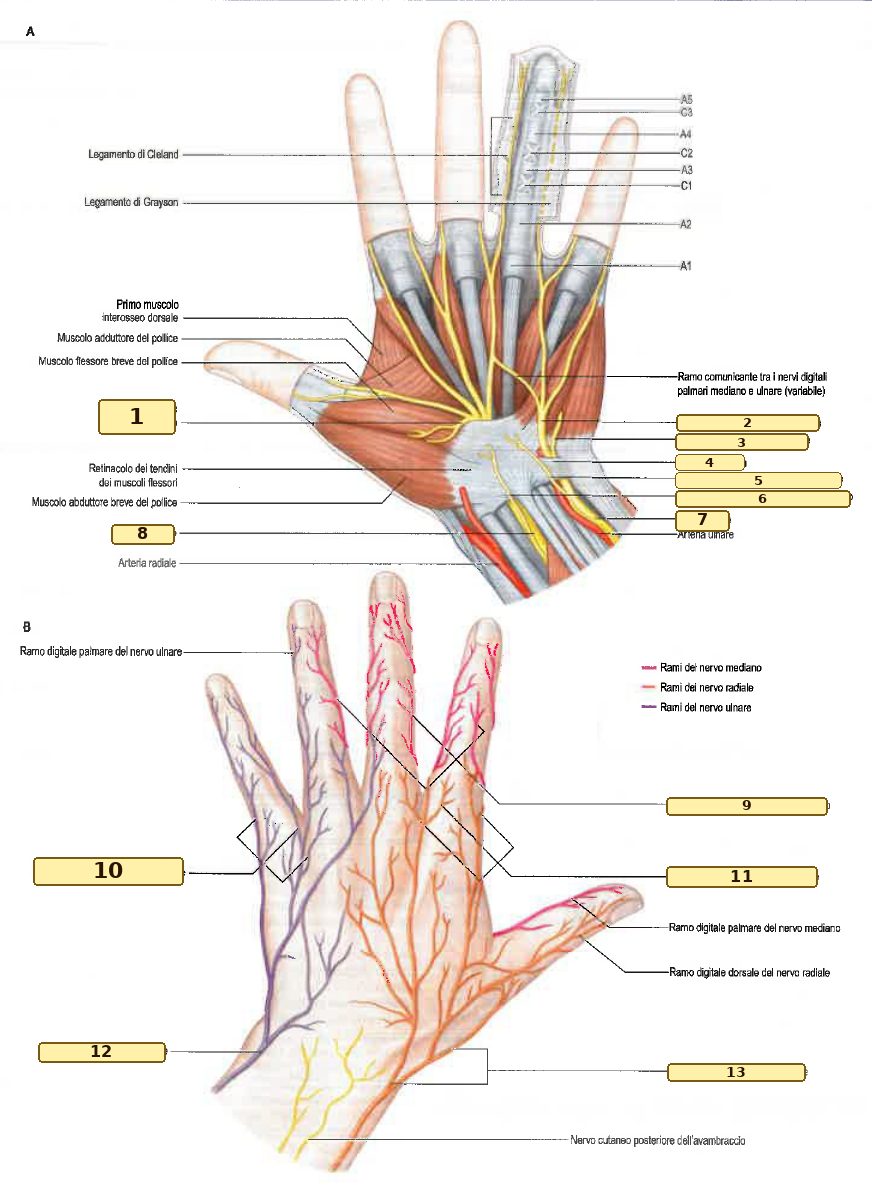 A
A5
C3
A4
C2
Legamento di Cleland
A3
C1
Legamento di Grayson
A2
A1
Primo muscolo
interosseo dorsale
Muscolo adduttore del pollice
Muscolo flessore breve del pollice
Ramo comunicante tra i nervi digitali
palmari mediano e ulnare (variabile)
1
2
3
4
Retinacolo dei tendini
dei muscoli flessori
5
6
Muscolo abduttore breve del pollice
7
8
Arteria ulnare
Arteria radiale
B
Ramo digitale palmare del nervo ulnare
Rami del nervo mediano
Rami del nervo radiale
Rami del nervo ulnare
9
10
11
Ramo digitale palmare del nervo mediano
Ramo digitale dorsale del nervo radiale
12
13
Nervo cutaneo posteriore dell'avambraccio